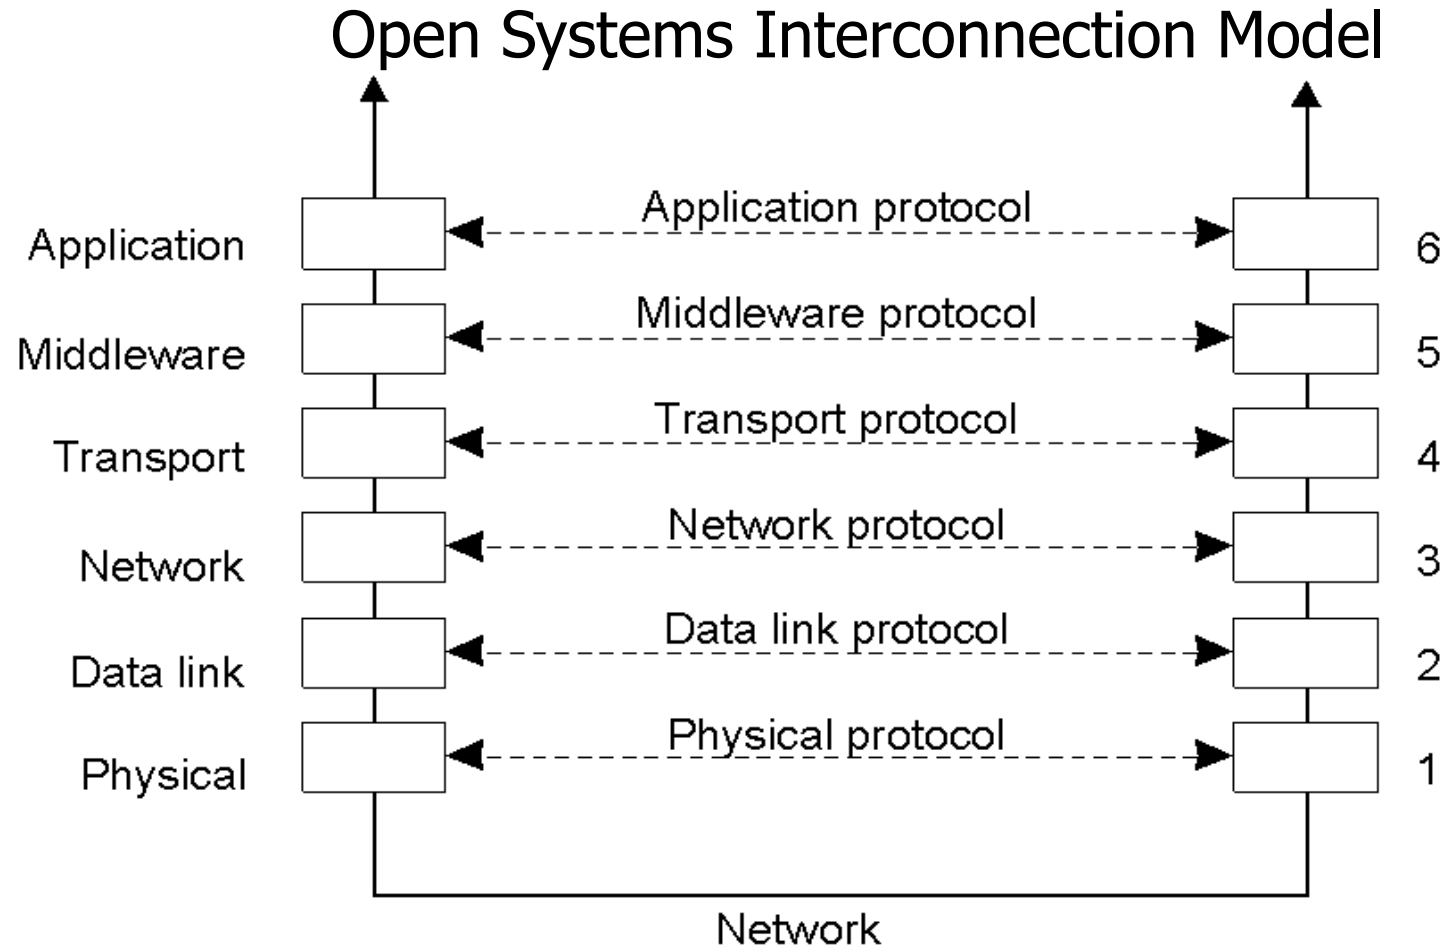 Open Systems Interconnection Model
Application
Application protocol
6
Middleware
Middleware protocol
5
Transport
Transport protocol
4
Network
Network protocol
3
Data link
Data link protocol
2
Physical
Physical protocol
1
Network